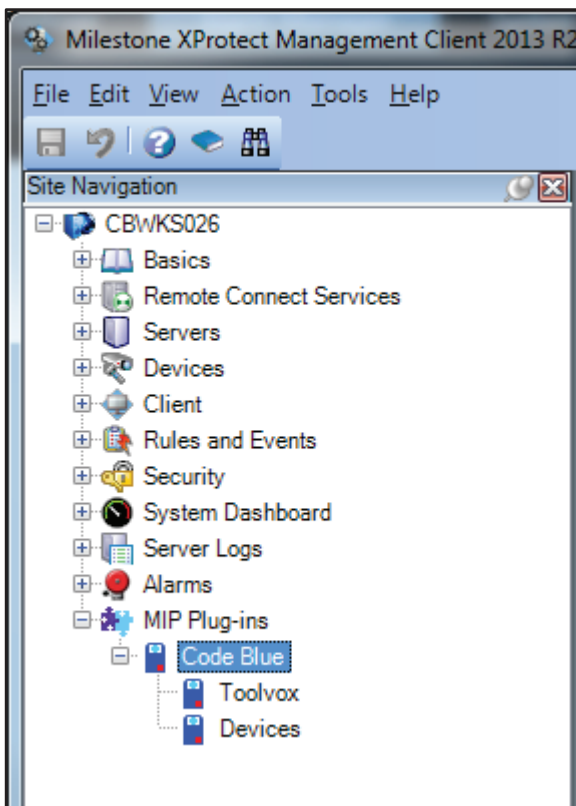 Milestone XProtect Management Client 2013 R2
File Edit View Action Tools Help
Site Navigation
CBWKS026
Basics
Remote Connect Services
Servers
Devices
Client
Rules and Events
Security
System Dashboard
Server Logs
Alarms
MIP Plug-ins
Code Blue
Toolvox
Devices